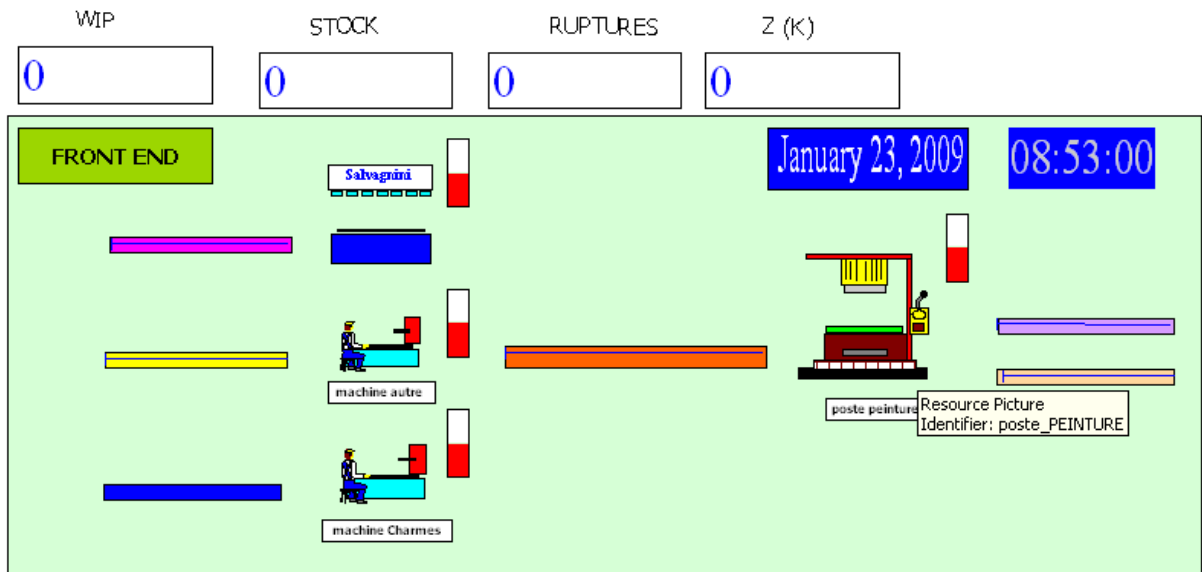 WIP
STOCK
RUPTURES
Z (K)
0
0
0
0
FRONT END
January 23, 2009
08:53:00
Salvagnini
machine autre
poste peinture
Resource Picture
Identifier: poste_PEINTURE
machine Charmes